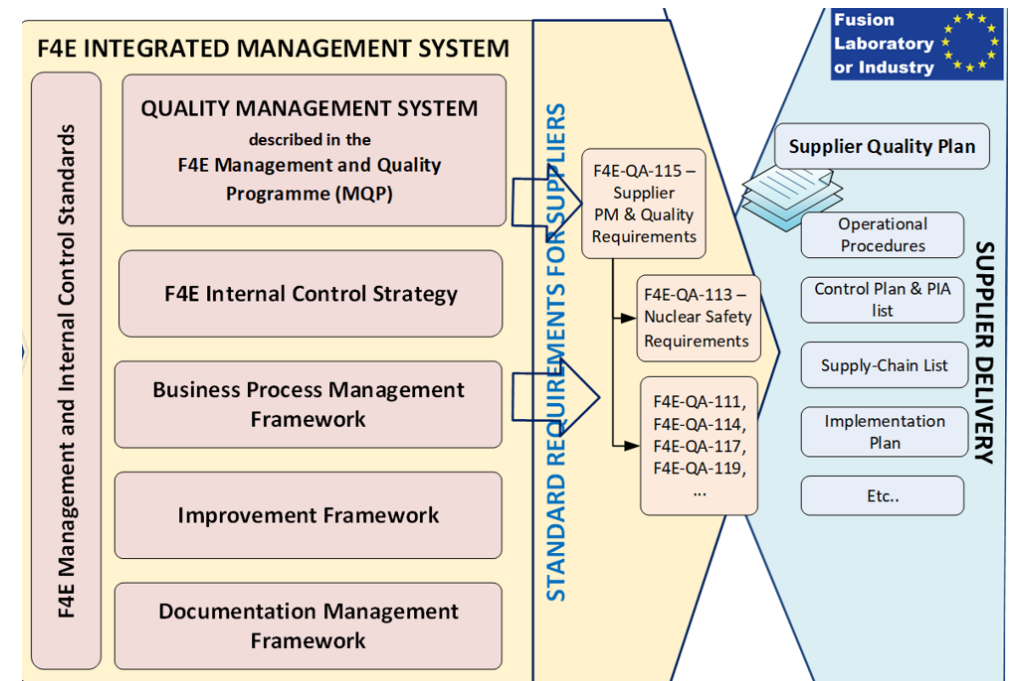 F4E INTEGRATED MANAGEMENT SYSTEM
F4E Management and Internal Control Standards
QUALITY MANAGEMENT SYSTEM
described in the
F4E Management and Quality
Programme (MQP)
F4E Internal Control Strategy
Business Process Management
Framework
Improvement Framework
Documentation Management
Framework
STANDARD REQUIREMENTS FOR SUPPLIERS
F4E-QA-115 –
Supplier
PM & Quality
Requirements
F4E-QA-113 –
Nuclear Safety
Requirements
F4E-QA-111,
F4E-QA-114,
F4E-QA-117,
F4E-QA-119,
...
Fusion
Laboratory
or Industry
Supplier Quality Plan
Operational
Procedures
Control Plan & PIA
list
Supply-Chain List
Implementation
Plan
Etc..
SUPPLIER DELIVERY